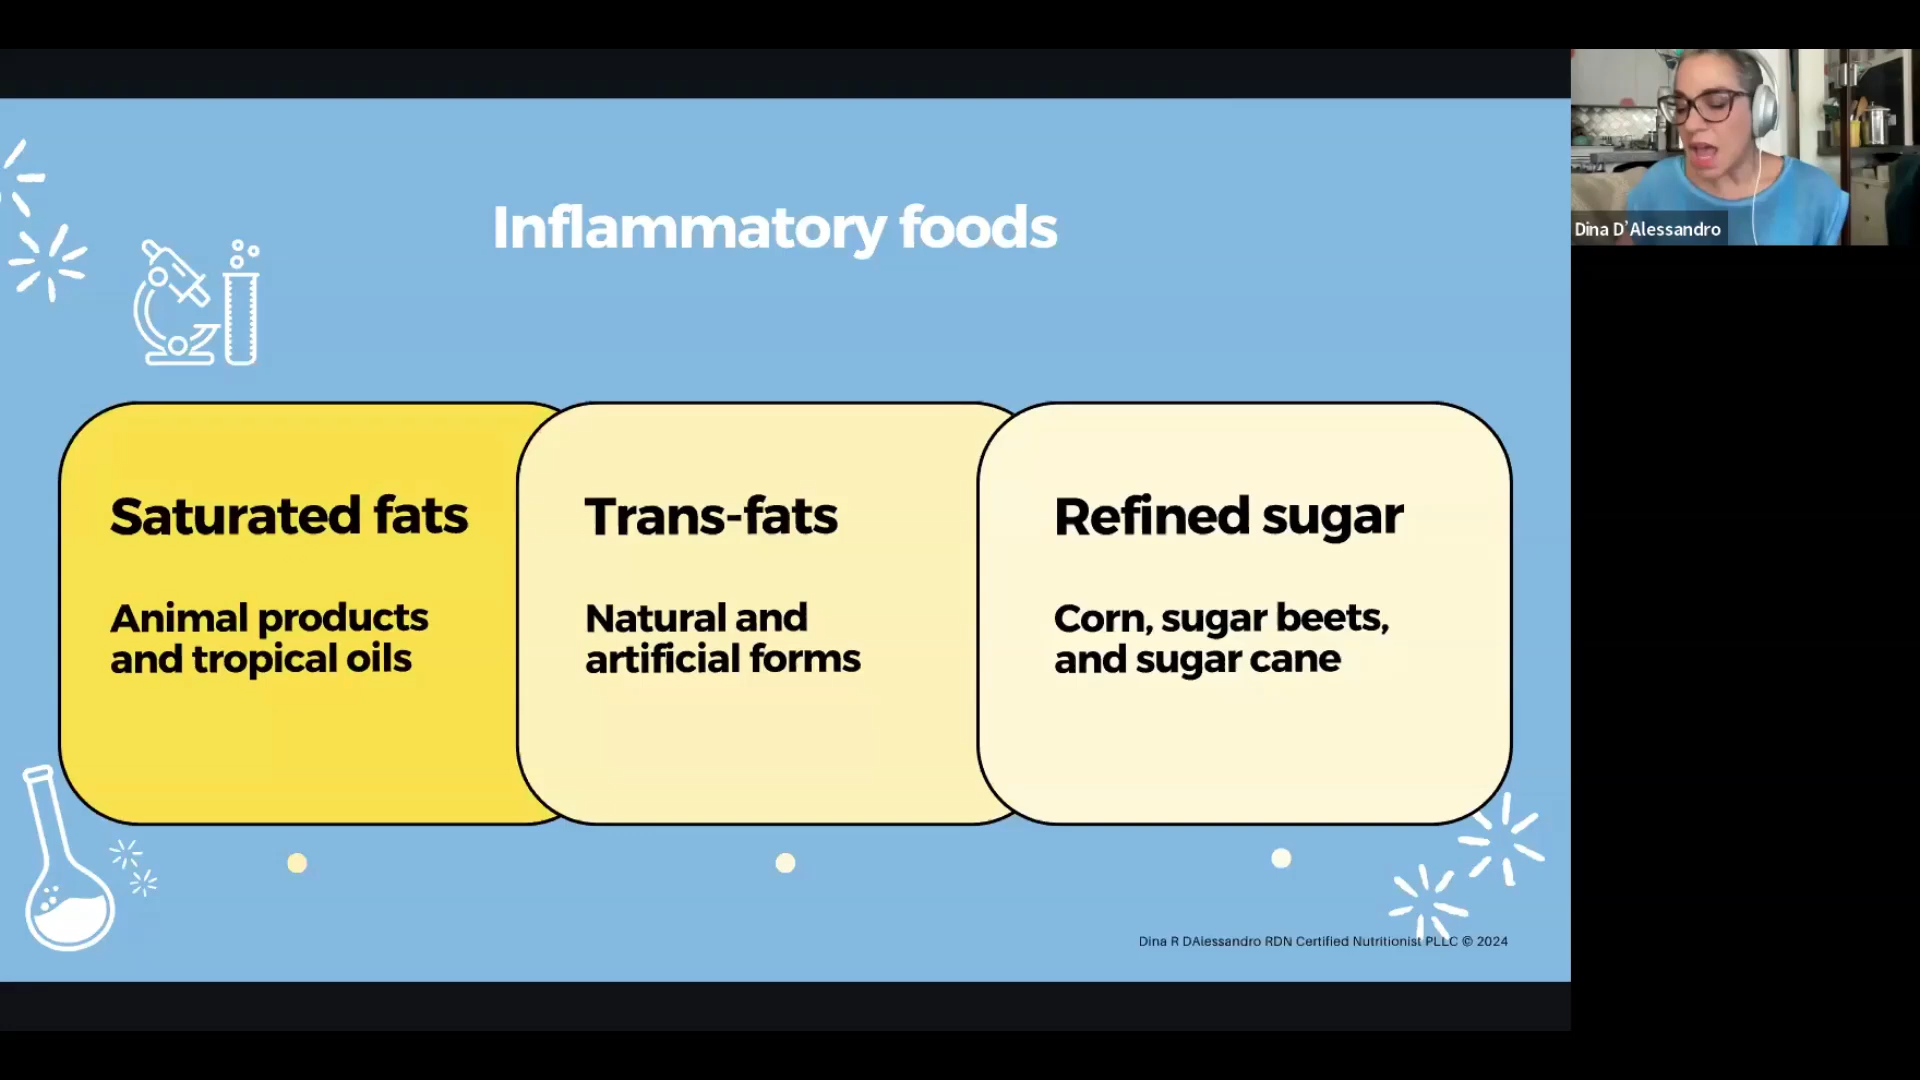 Inflammatory foods
Saturated fats
Animal products
and tropical oils
Trans-fats
Natural and
artificial forms
Refined sugar
Corn, sugar beets,
and sugar cane
Dina R DAlessandro RDN Certified Nutritionist PLLC © 2024
Dina D’Alessandro